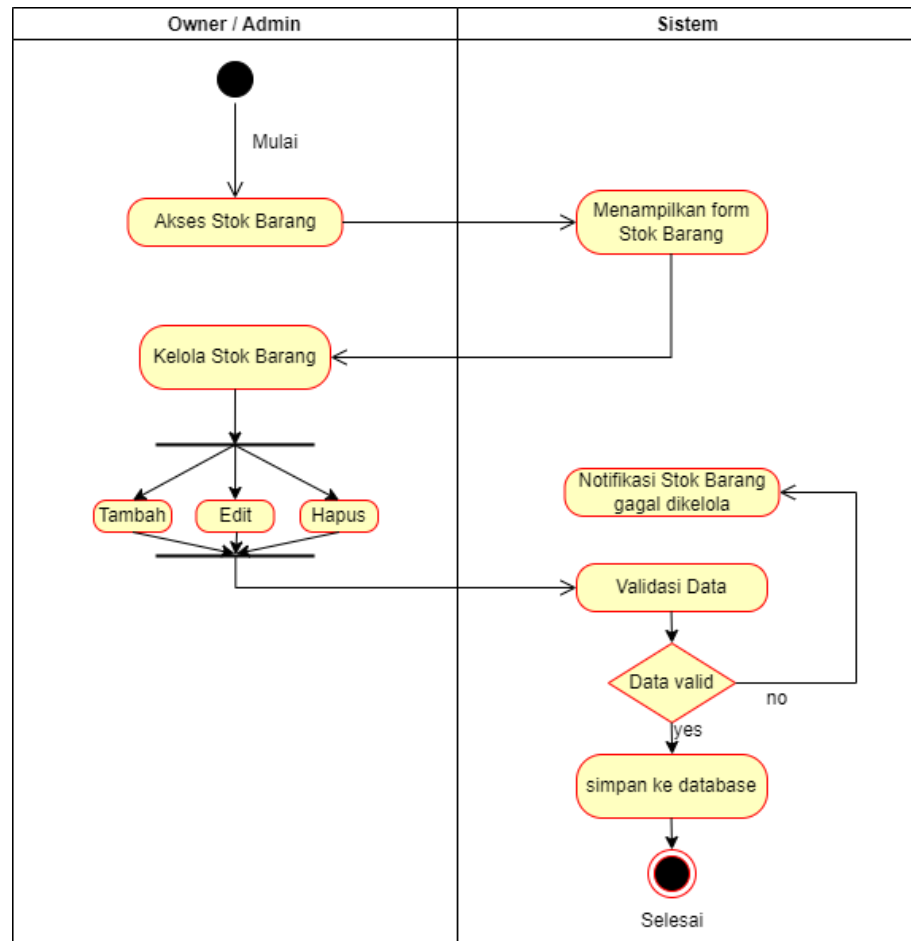 Owner / Admin
Sistem
Mulai
Akses Stok Barang
Menampilkan form
Stok Barang
Kelola Stok Barang
Tambah
Edit
Hapus
Notifikasi Stok Barang
gagal dikelola
Validasi Data
Data valid
no
yes
simpan ke database
Selesai